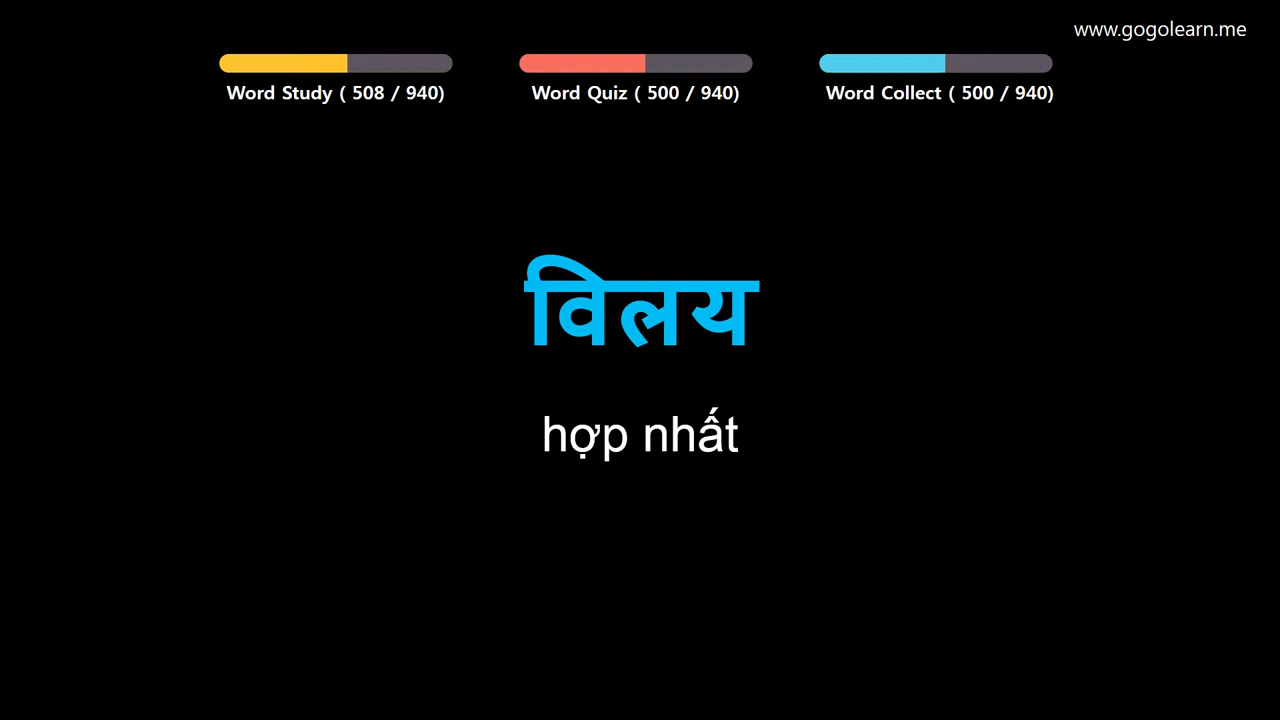 www.gogolearn.me
Word Study ( 508 / 940)
Word Quiz ( 500 / 940)
Word Collect ( 500 / 940)
विलय
hợp nhất